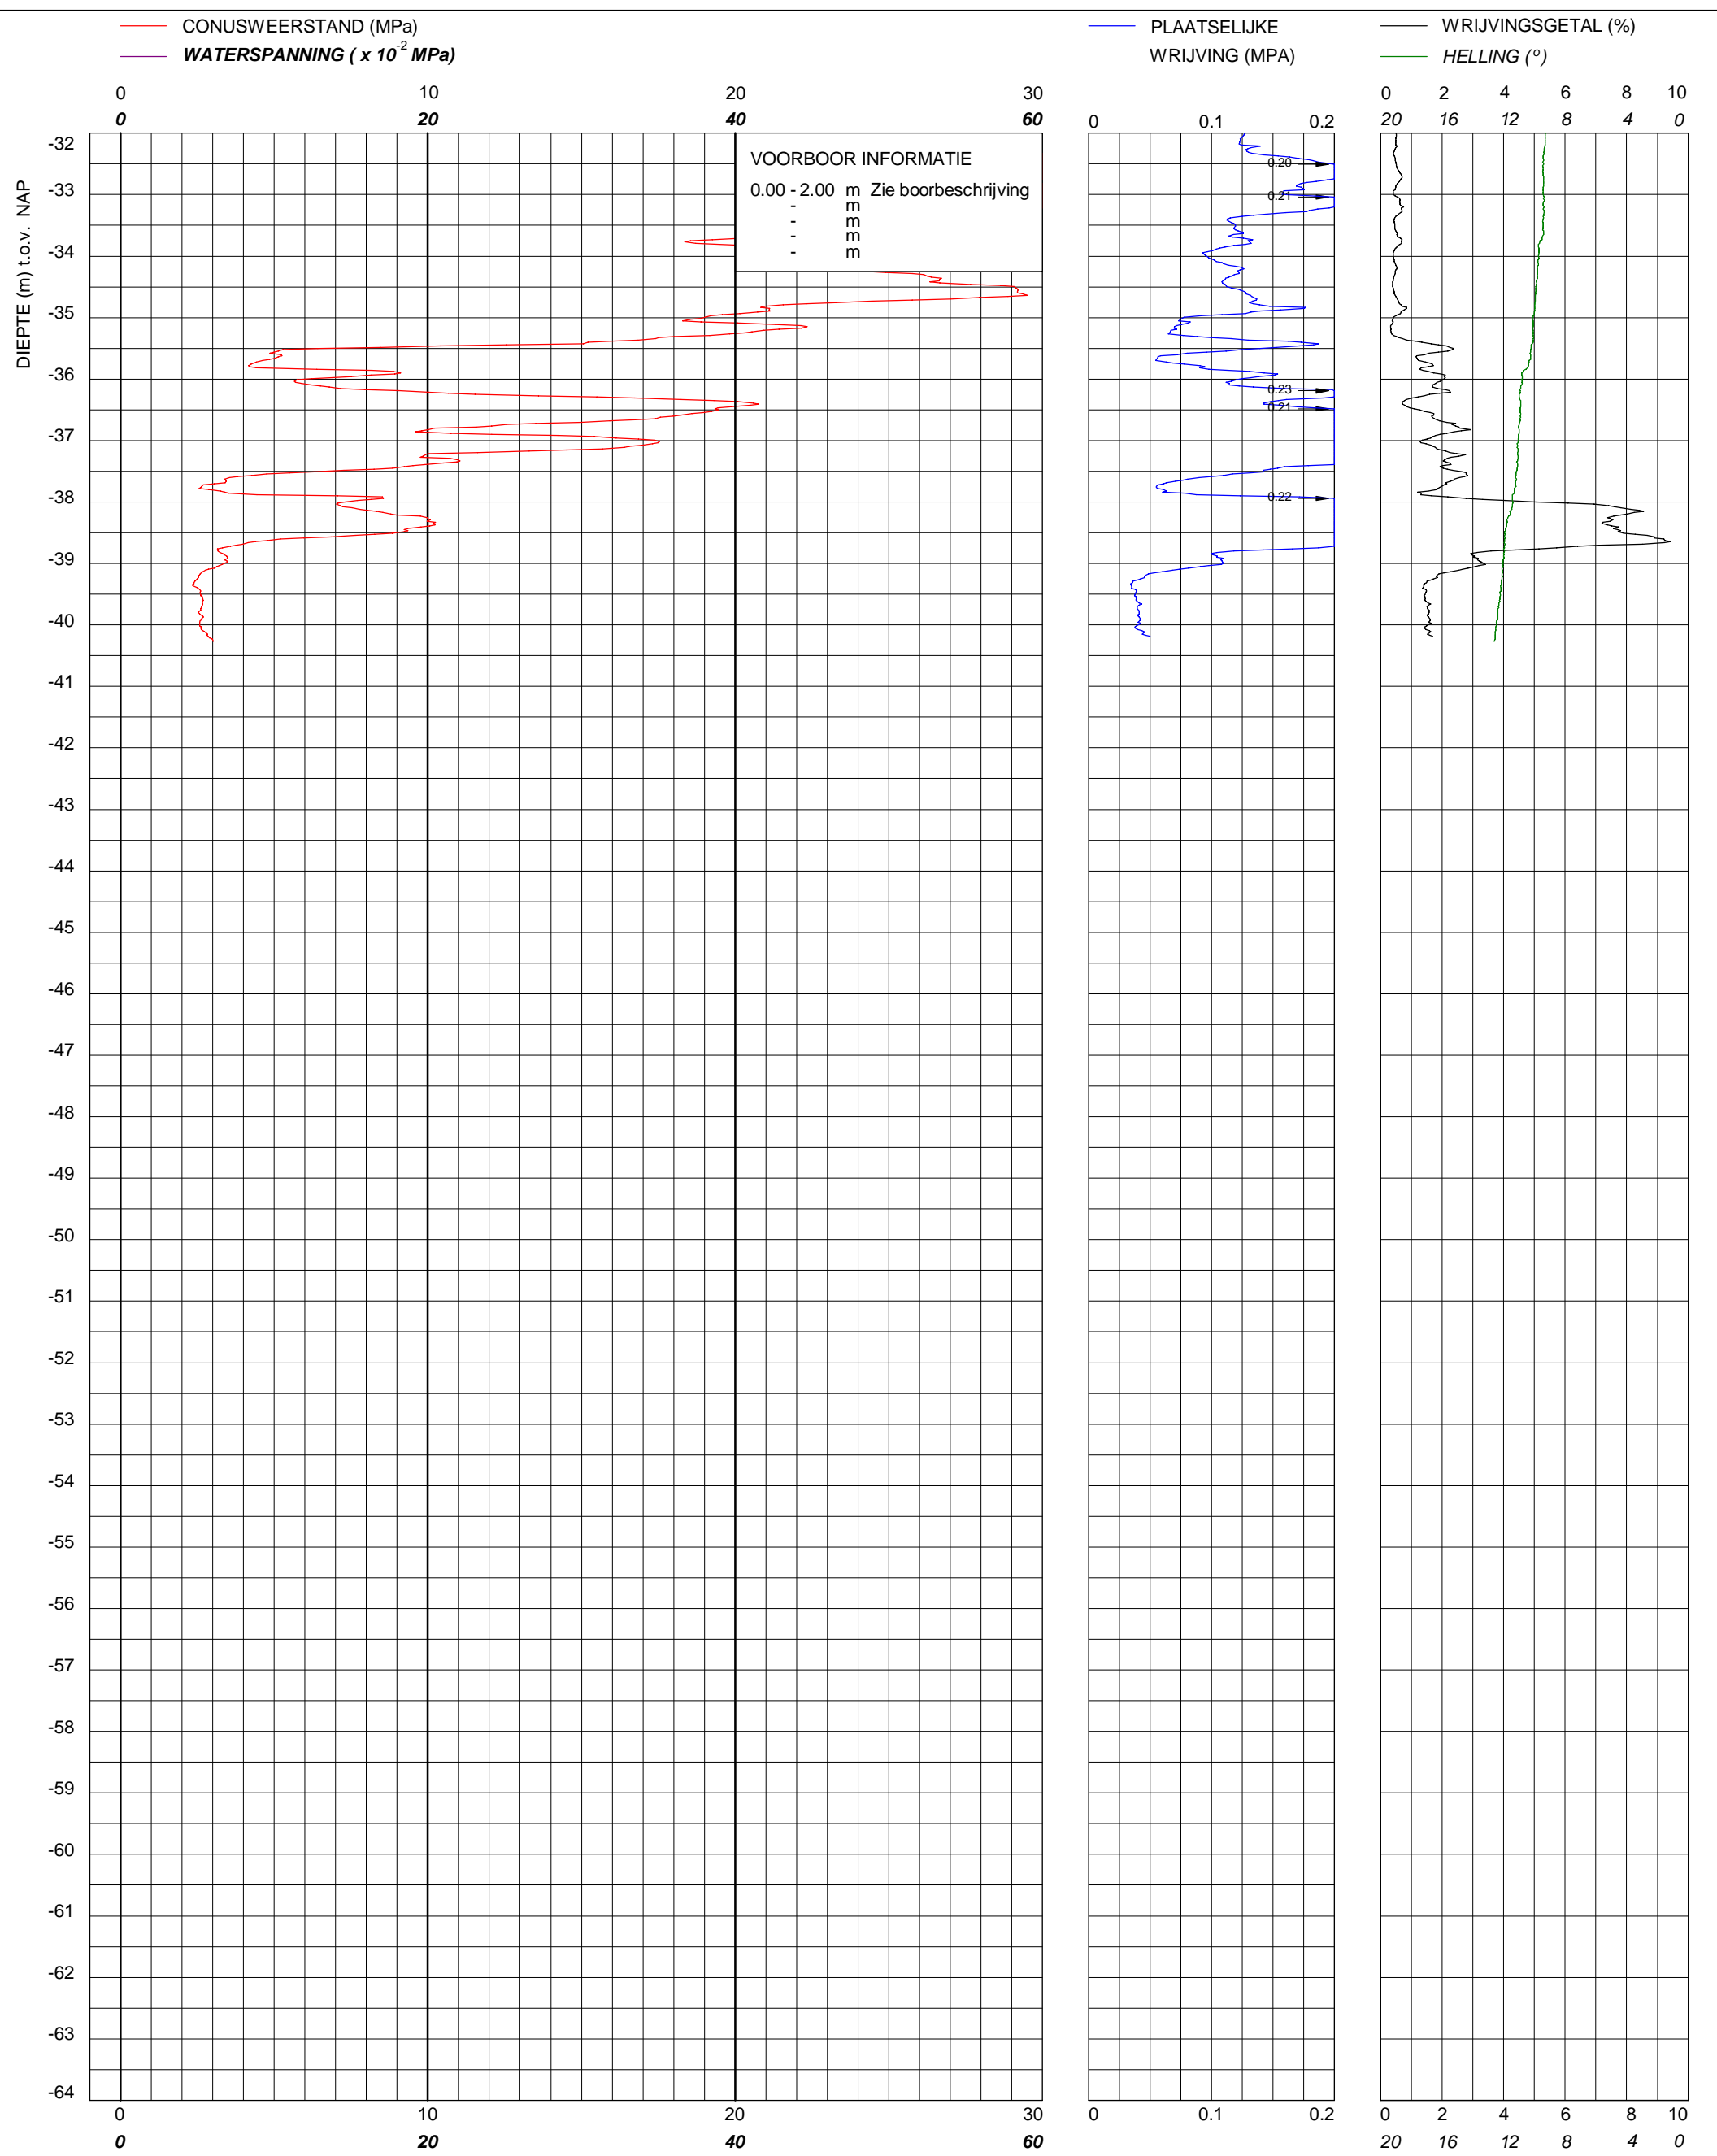 CONUSWEERSTAND (MPa)
WATERSPANNING ( x 10-2 MPa)
PLAATSELIJKE
WRIJVING (MPA)
WRIJVINGSGETAL (%)
HELLING (°)
0 10 20 30
0 20 40 60
0 0.1 0.2
0 2 4 6 8 10
20 16 12 8 4 0
DIEPTE (m) t.o.v. NAP
VOORBOOR INFORMATIE
0.00 - 2.00 m Zie boorbeschrijving
- m
- m
- m
- m
0.20
0.21
0.23
0.21
0.22
-32
-33
-34
-35
-36
-37
-38
-39
-40
-41
-42
-43
-44
-45
-46
-47
-48
-49
-50
-51
-52
-53
-54
-55
-56
-57
-58
-59
-60
-61
-62
-63
-64
0 10 20 30
0 20 40 60
0 0.1 0.2
0 2 4 6 8 10
20 16 12 8 4 0